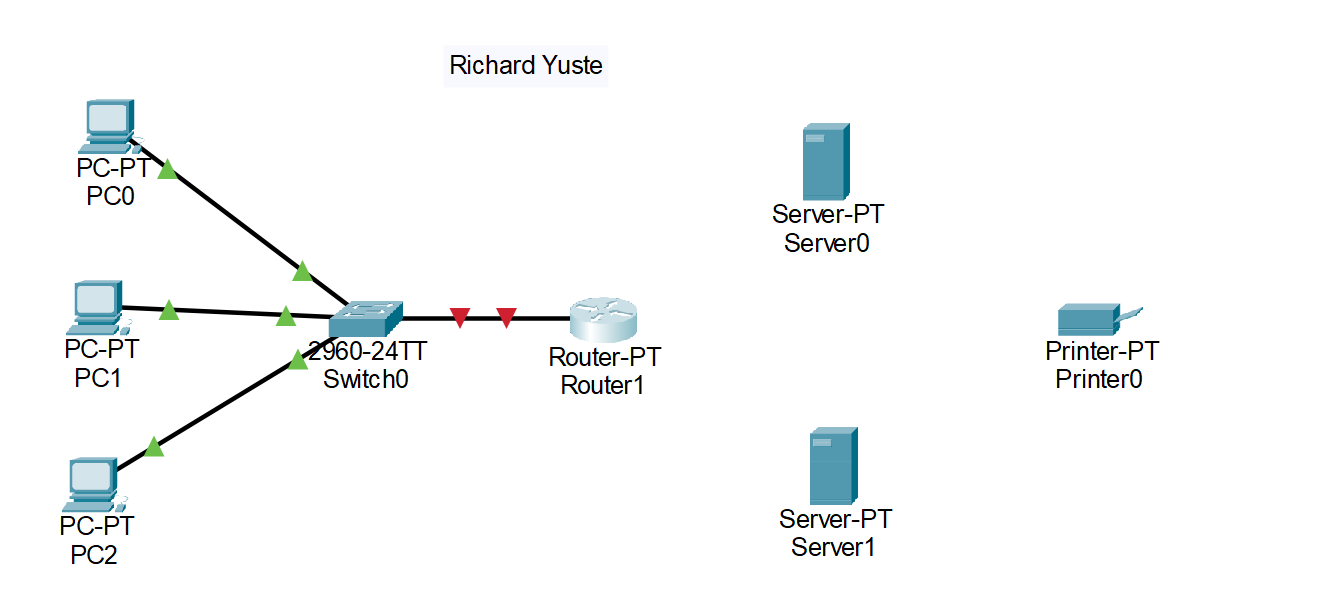 Richard Yuste
PC-PT
PC0
Server-PT
Server0
PC-PT
PC1
2960-24TT
Switch0
Router-PT
Router1
Printer-PT
Printer0
PC-PT
PC2
Server-PT
Server1